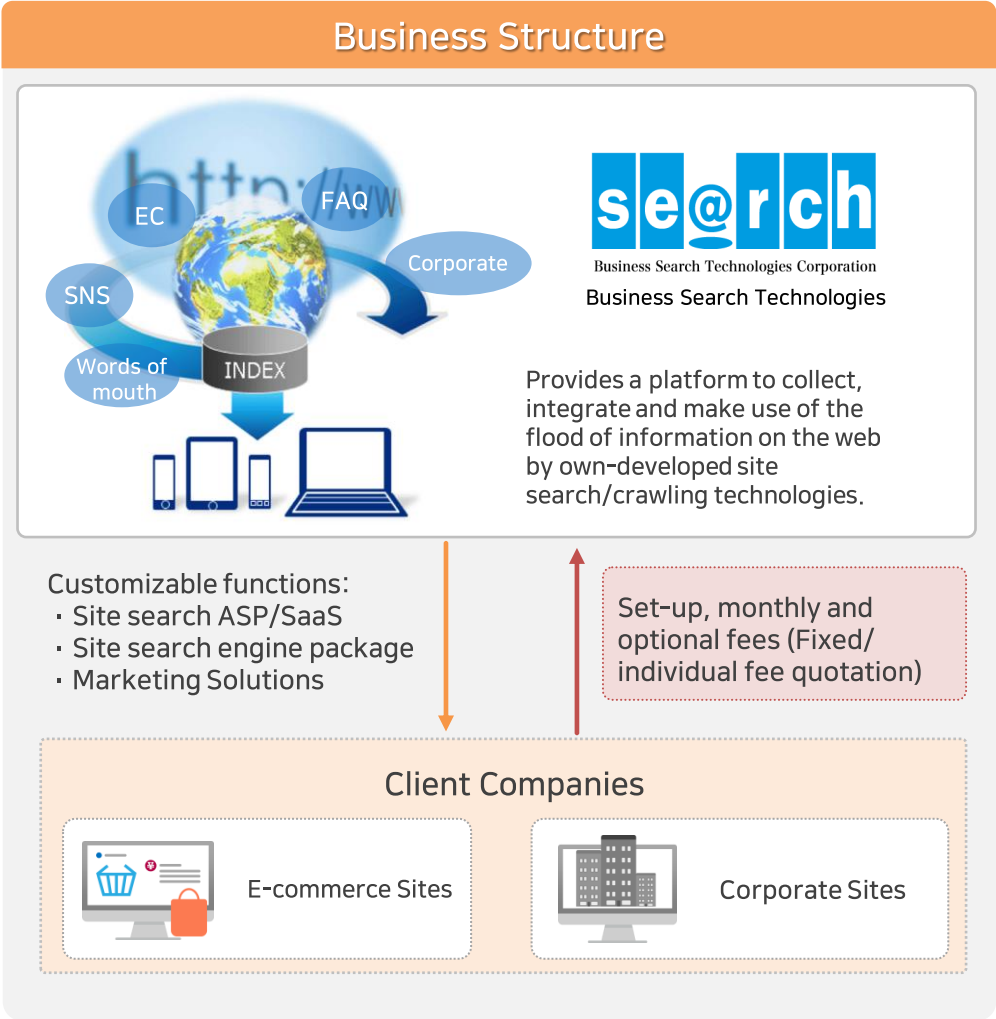 Business Structure
http://ww
EC
FAQ
Corporate
SNS
Words of
mouth
INDEX
se@rch
Business Search Technologies Corporation
Business Search Technologies
Provides a platform to collect,
integrate and make use of the
flood of information on the web
by own-developed site
search/crawling technologies.
Customizable functions:
・Site search ASP/SaaS
・Site search engine package
・Marketing Solutions
Set-up, monthly and
optional fees (Fixed/
individual fee quotation)
Client Companies
E-commerce Sites
Corporate Sites